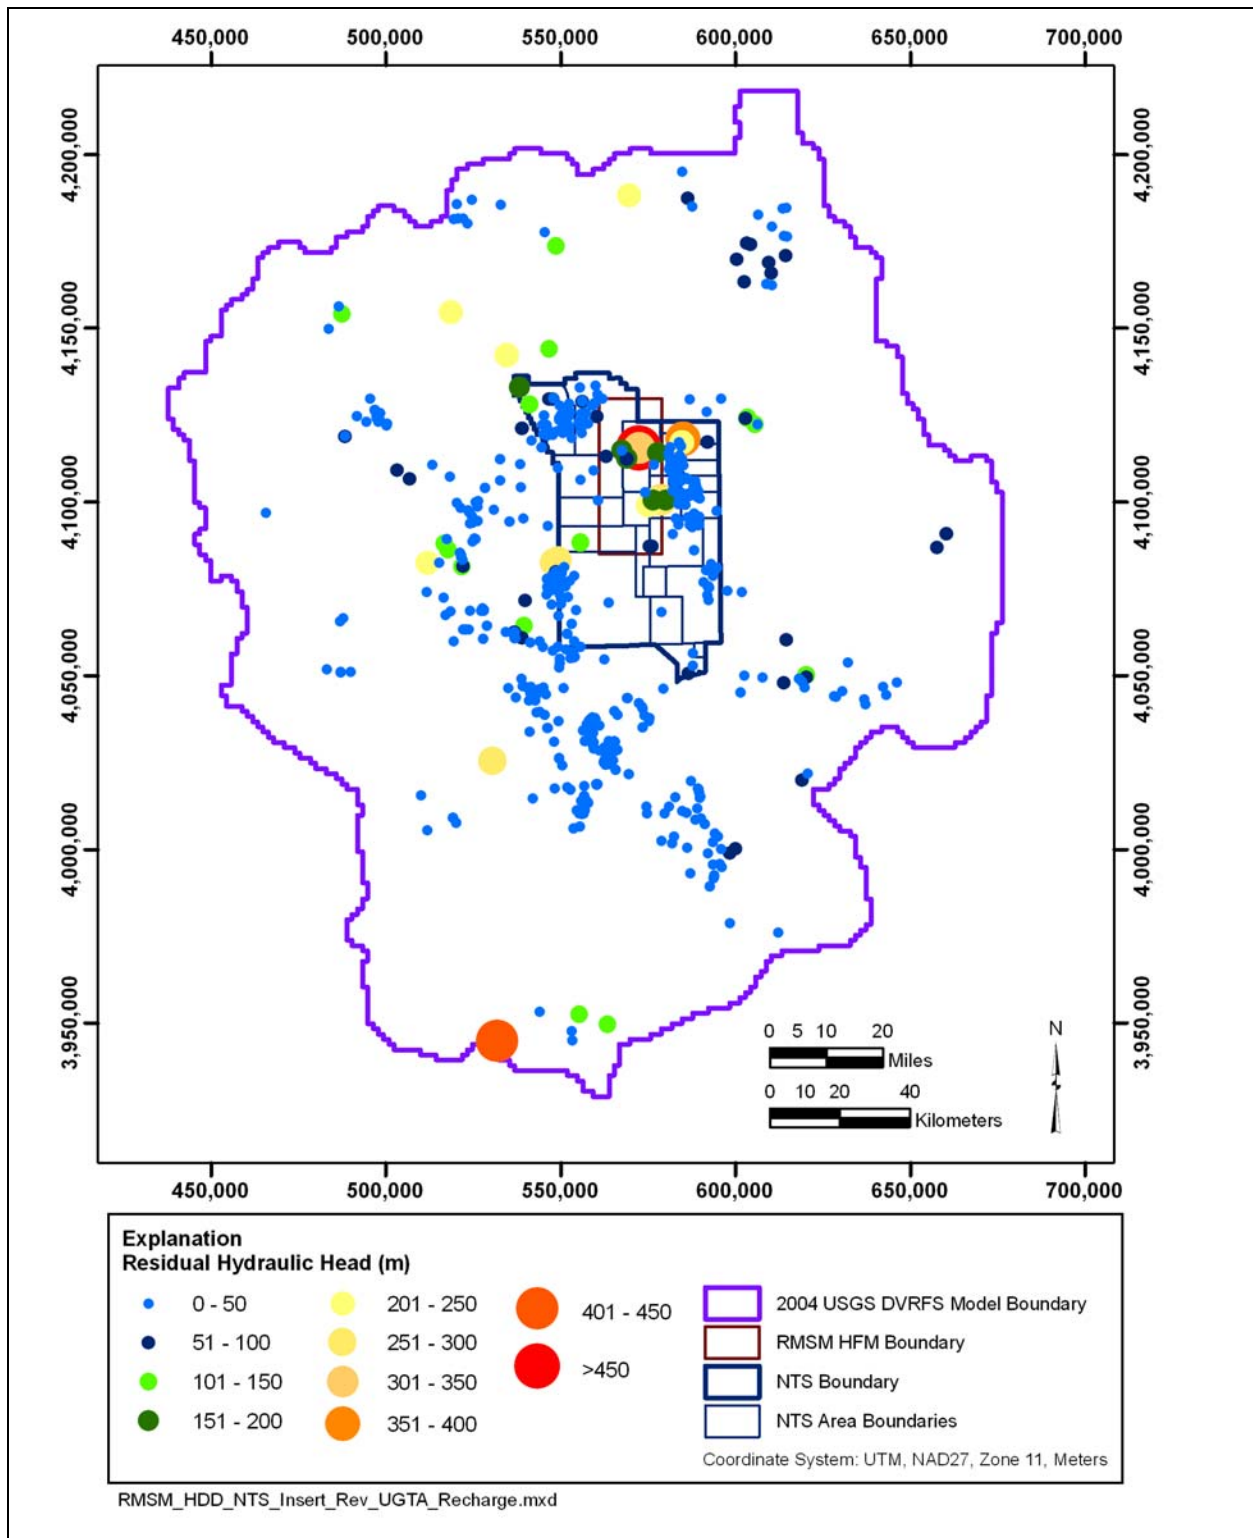 450,000 500,000 550,000 600,000 650,000 700,000
4,200,000 4,200,000
4,150,000 4,150,000
4,100,000 4,100,000
4,050,000 4,050,000
4,000,000 4,000,000
3,950,000 3,950,000
0 5 10 20
Miles
0 10 20 40
Kilometers
N
450,000 500,000 550,000 600,000 650,000 700,000
Explanation
Residual Hydraulic Head (m)
0 - 50
51 - 100
101 - 150
151 - 200
201 - 250
251 - 300
301 - 350
351 - 400
401 - 450
>450
2004 USGS DVRFS Model Boundary
RMSM HFM Boundary
NTS Boundary
NTS Area Boundaries
Coordinate System: UTM, NAD27, Zone 11, Meters
RMSM_HDD_NTS_Insert_Rev_UGTA_Recharge.mxd